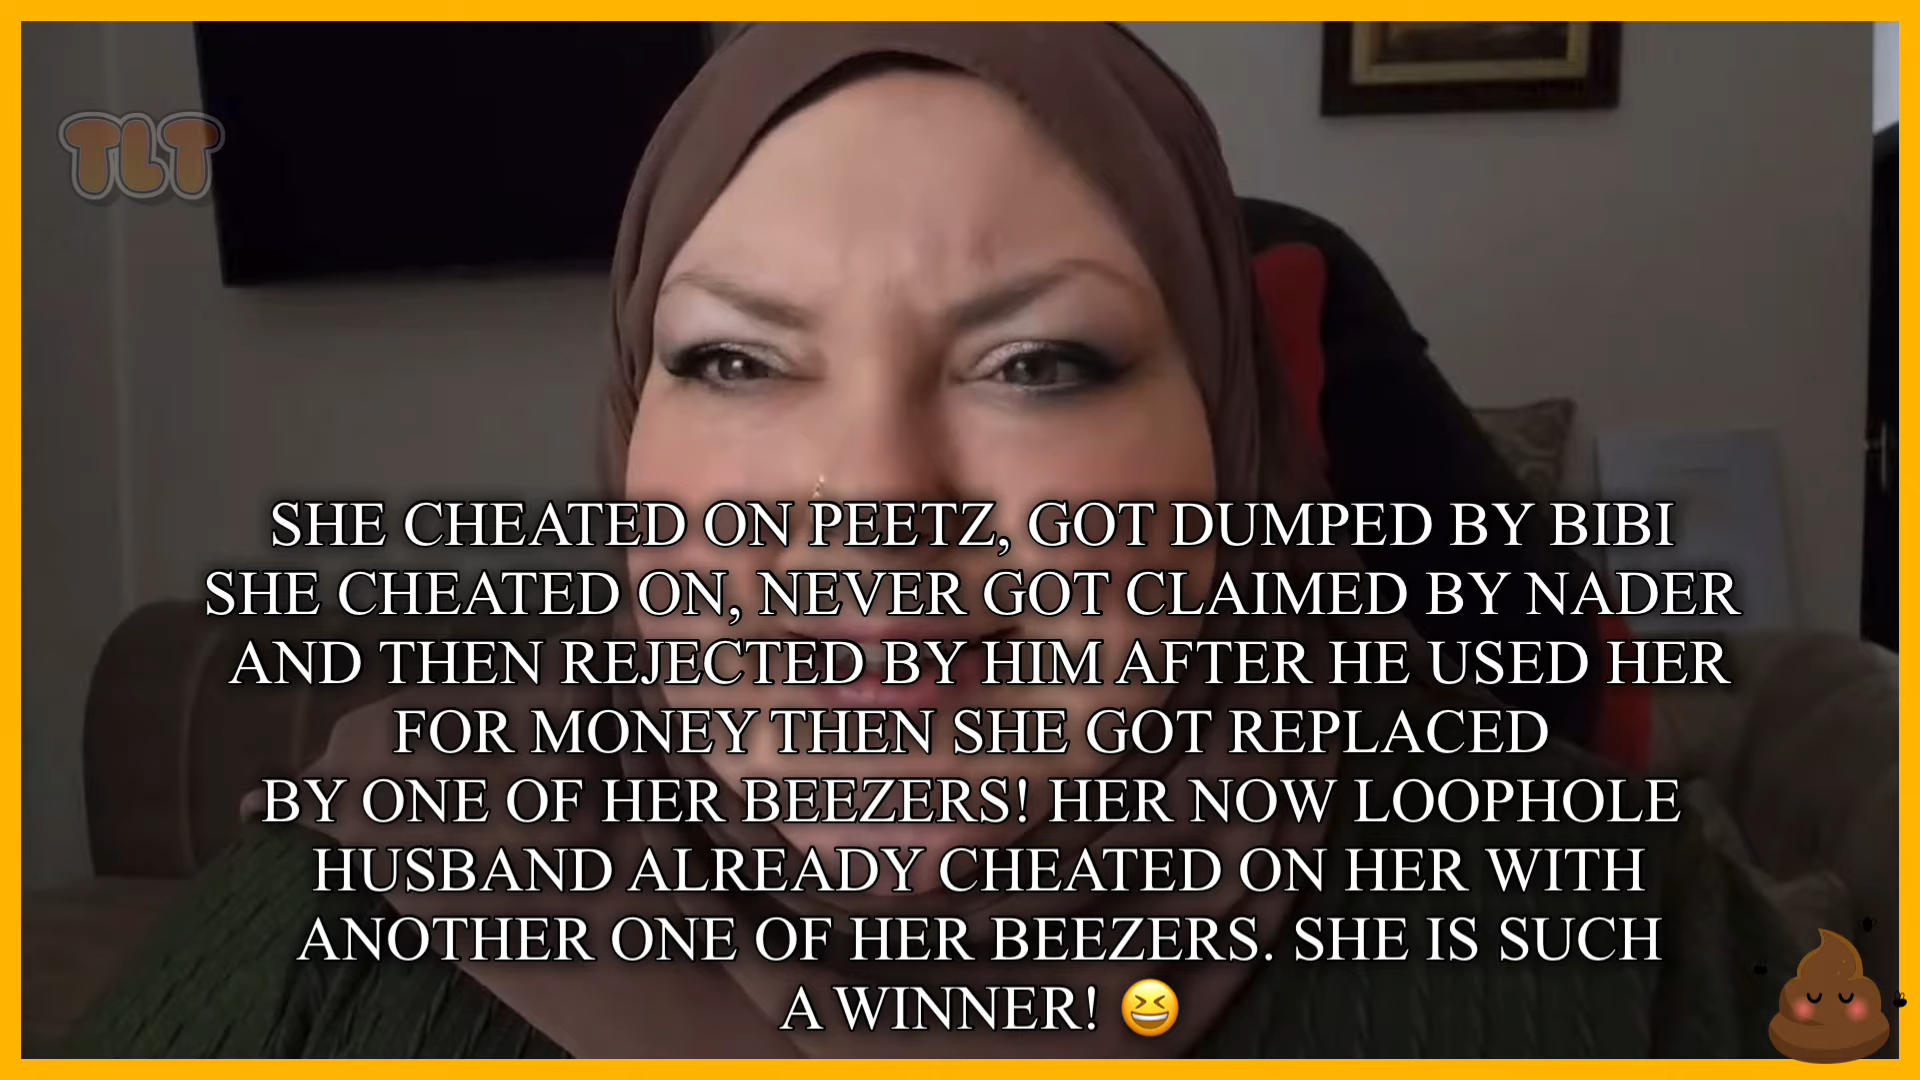 TLT
SHE CHEATED ON PEETZ, GOT DUMPED BY BIBI
SHE CHEATED ON, NEVER GOT CLAIMED BY NADER
AND THEN REJECTED BY HIM AFTER HE USED HER
FOR MONEY THEN SHE GOT REPLACED
BY ONE OF HER BEEZERS! HER NOW LOOPHOLE
HUSBAND ALREADY CHEATED ON HER WITH
ANOTHER ONE OF HER BEEZERS. SHE IS SUCH
A WINNER! 😆